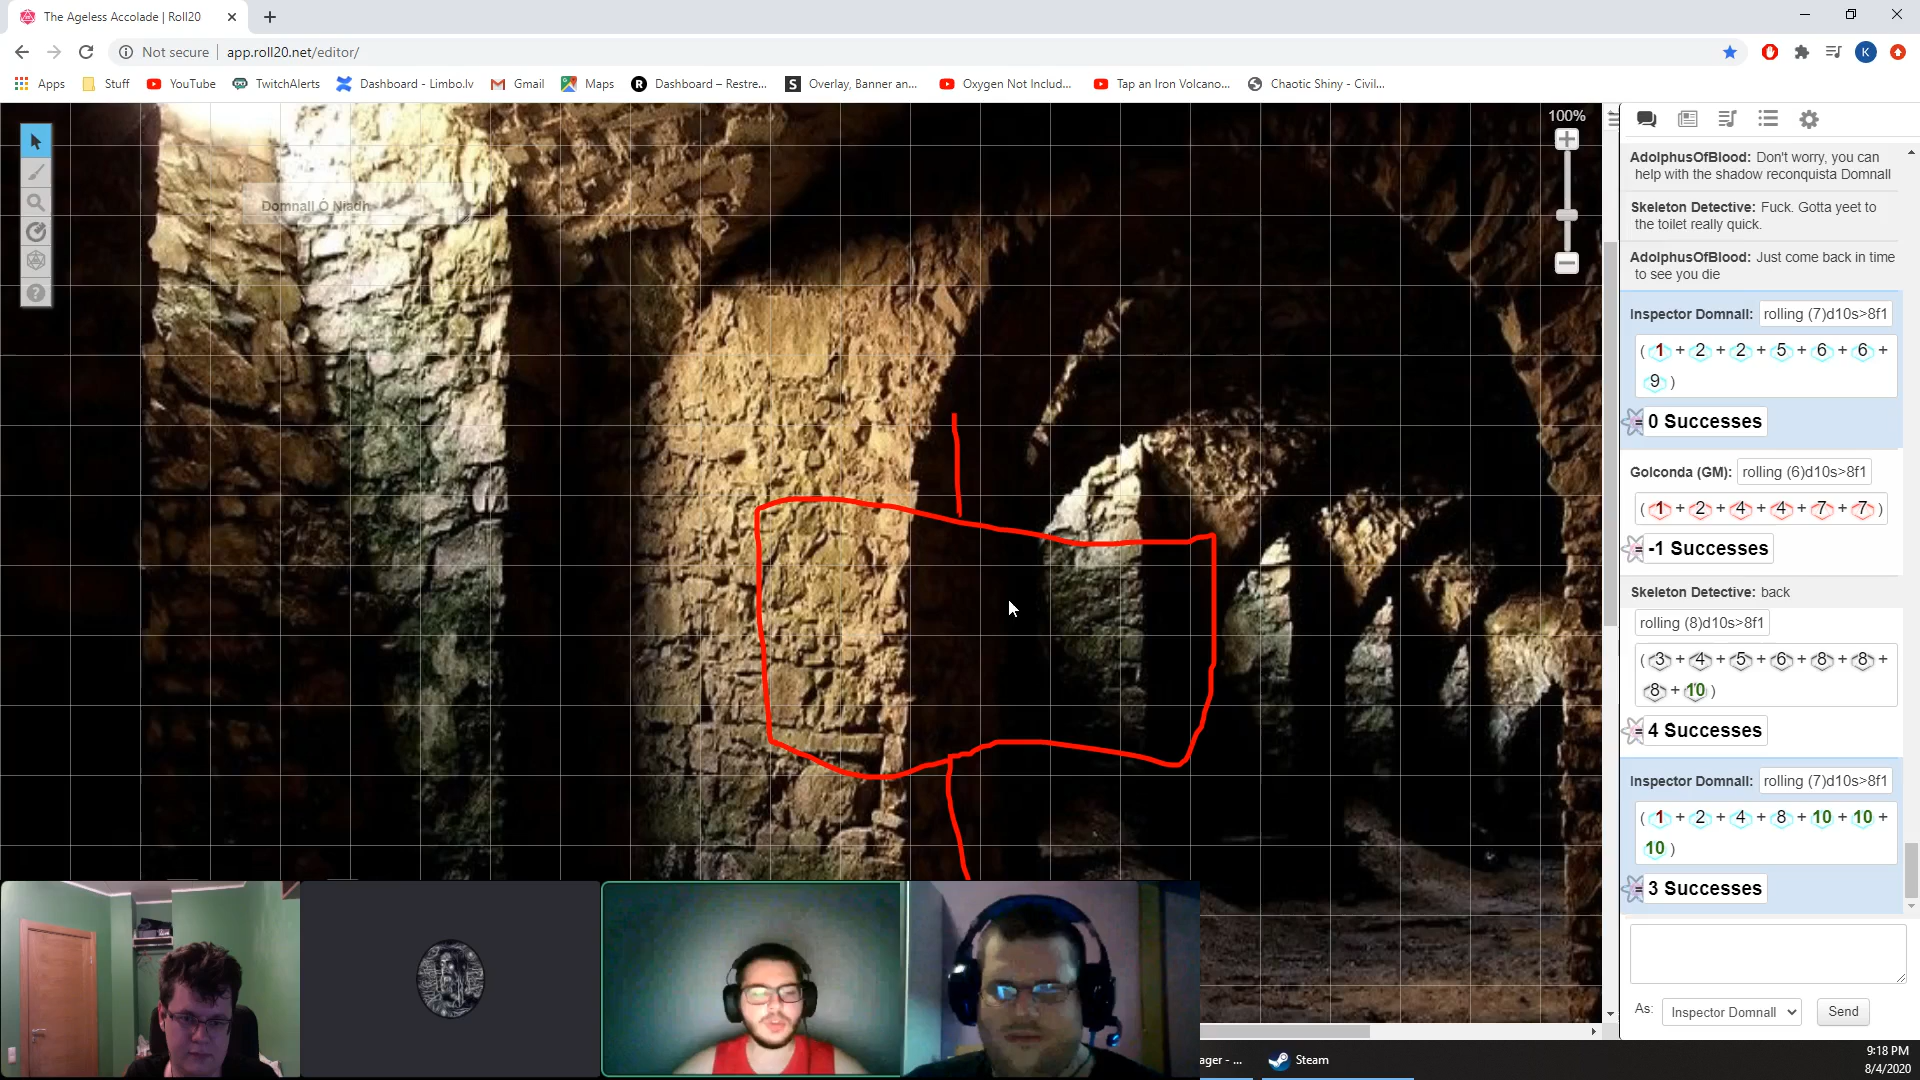 The Ageless Accolade | Roll20
Not secure
app.roll20.net/editor/
K
Apps
Stuff
YouTube
TwitchAlerts
Dashboard - Limbo.lv
Gmail
Maps
Dashboard – Restre...
Overlay, Banner an...
Oxygen Not Includ...
Tap an Iron Volcano...
Chaotic Shiny - Civil...
100%
Domnall Ó Niadh
AdolphusOfBlood: Don't worry, you can
help with the shadow reconquista Domnall
Skeleton Detective: Fuck. Gotta yeet to
the toilet really quick.
AdolphusOfBlood: Just come back in time
to see you die
Inspector Domnall: rolling (7)d10s>8f1
(1 + 2 + 2 + 5 + 6 + 6 +
9)
= 0 Successes
Golconda (GM): rolling (6)d10s>8f1
(1 + 2 + 4 + 4 + 7 + 7)
= -1 Successes
Skeleton Detective: back
rolling (8)d10s>8f1
(3 + 4 + 5 + 6 + 8 + 8 +
8 + 10)
= 4 Successes
Inspector Domnall: rolling (7)d10s>8f1
(1 + 2 + 4 + 8 + 10 + 10 +
10)
= 3 Successes
As: Inspector Domnall
Send
ager - ...
Steam
9:18 PM
8/4/2020